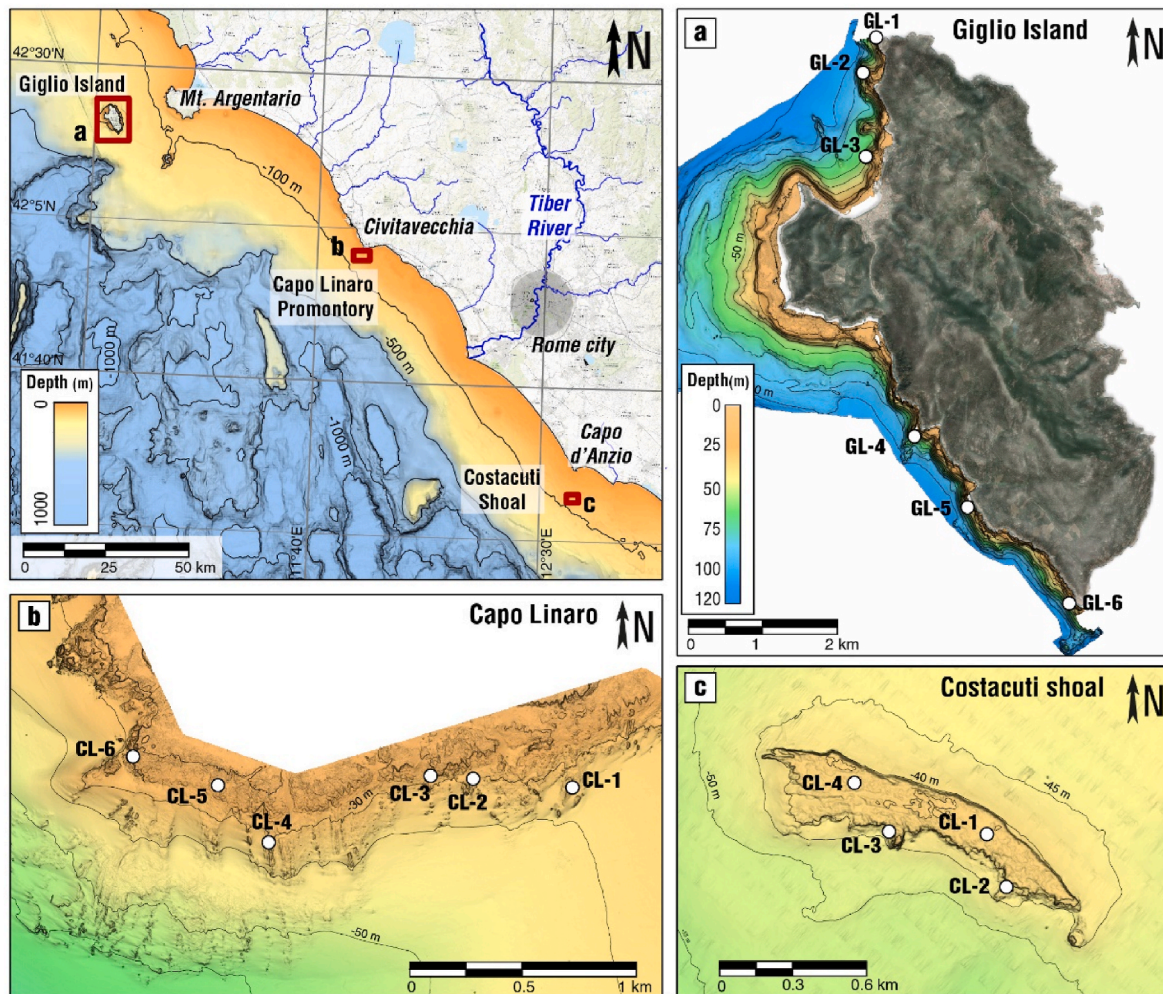 42°30'N
Giglio Island
a
Mt. Argentario
N
-100 m
42°5'N
Civitavecchia
Tiber
River
b
Capo Linaro
Promontory
Rome city
41°40'N
-1000 m
-500 m
-1000 m
Depth (m)
0
1000
Capo
d'Anzio
Costacuti
Shoal
c
11°40'E
12°30'E
0 25 50 km
a
Giglio Island
N
GL-1
GL-2
GL-3
-50 m
GL-4
GL-5
GL-6
Depth(m)
0
25
50
75
100
120
0 1 2 km
b
Capo Linaro
N
CL-6
CL-5
CL-4
CL-3
CL-2
CL-1
-30 m
-50 m
0 0.5 1 km
c
Costacuti shoal
N
-50 m
-40 m
-45 m
CL-4
CL-1
CL-3
CL-2
0 0.3 0.6 km